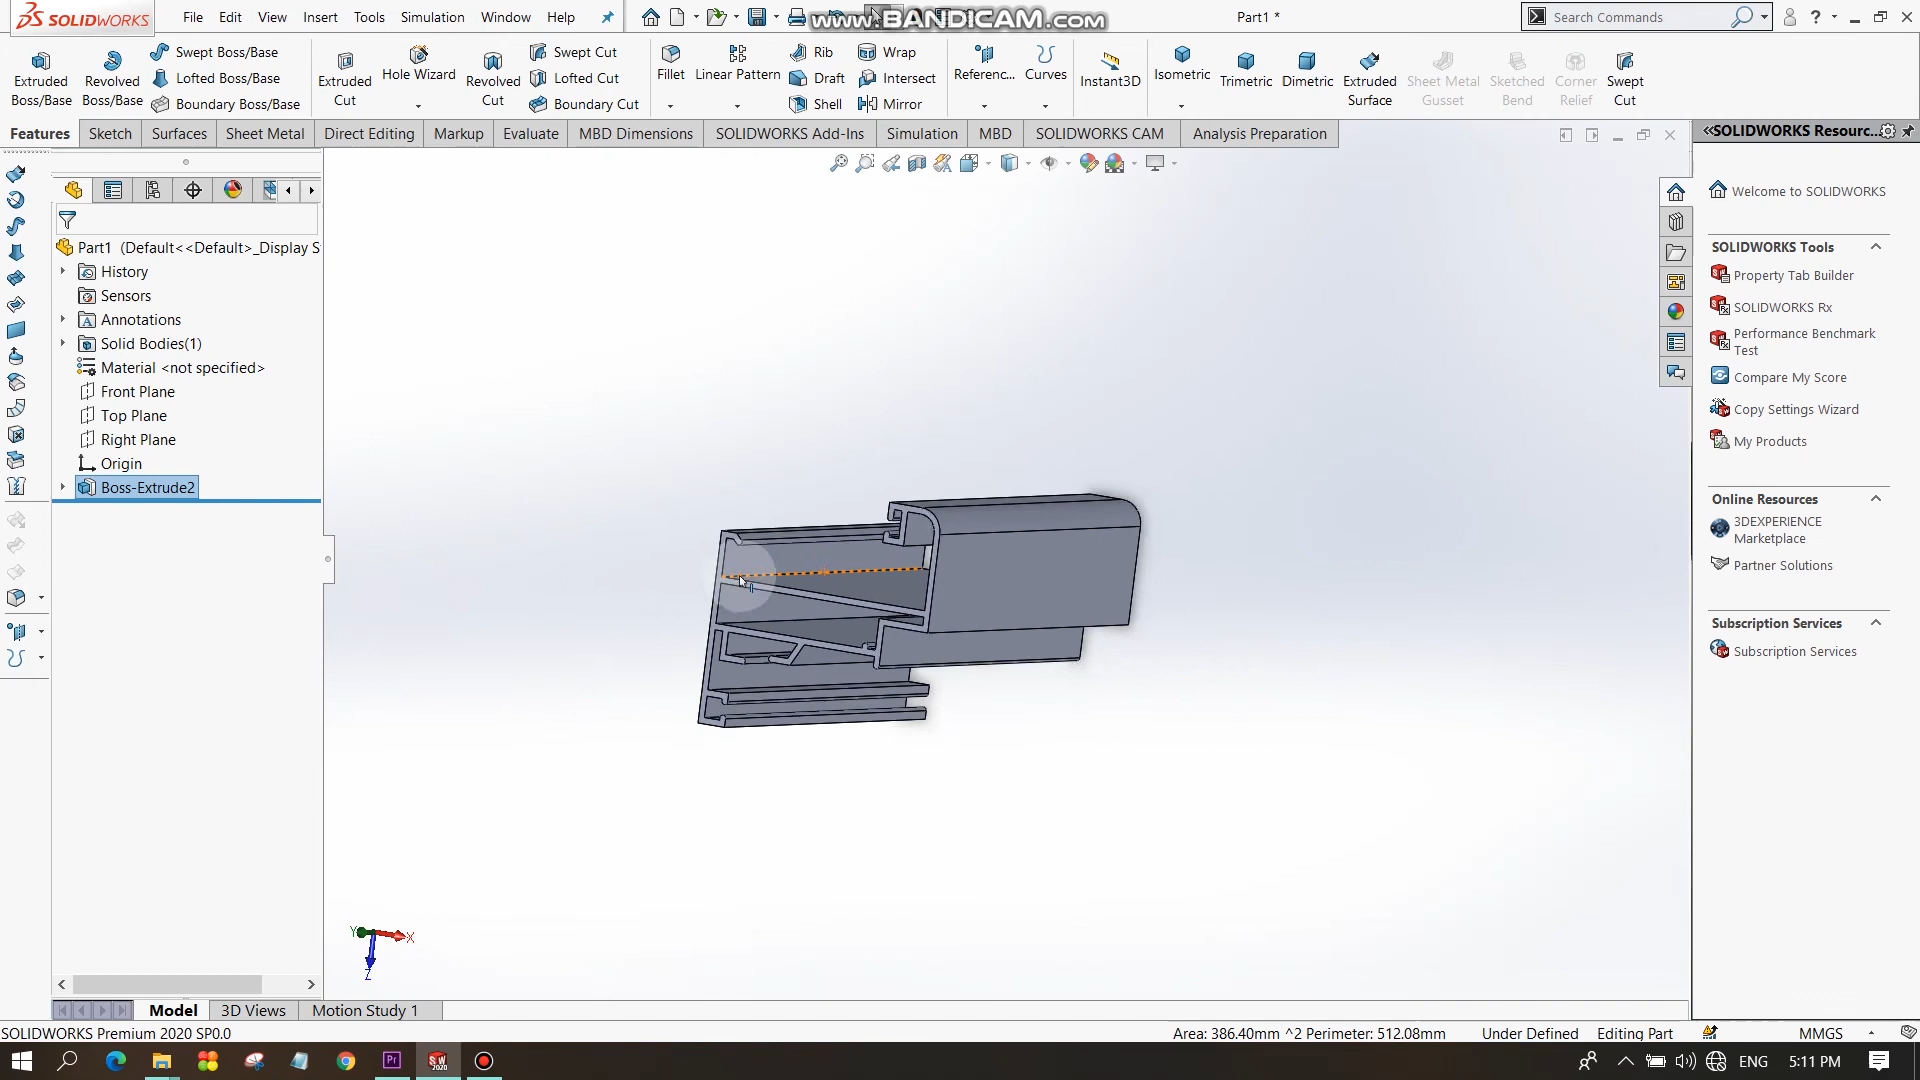 SOLIDWORKS
File Edit View Insert Tools Simulation Window Help
www.BANDICAM.com
Part1 *
Search Commands
Extruded Boss/Base
Revolved Boss/Base
Swept Boss/Base
Lofted Boss/Base
Boundary Boss/Base
Extruded Cut
Hole Wizard
Revolved Cut
Swept Cut
Lofted Cut
Boundary Cut
Fillet
Linear Pattern
Rib
Draft
Shell
Wrap
Intersect
Mirror
Referenc...
Curves
Instant3D
Isometric
Trimetric
Dimetric
Extruded Surface
Sheet Metal Gusset
Sketched Bend
Corner Relief
Swept Cut
Features Sketch Surfaces Sheet Metal Direct Editing Markup Evaluate MBD Dimensions SOLIDWORKS Add-Ins Simulation MBD SOLIDWORKS CAM Analysis Preparation
Part1 (Default<<Default>_Display S
History
Sensors
Annotations
Solid Bodies(1)
Material <not specified>
Front Plane
Top Plane
Right Plane
Origin
Boss-Extrude2
Y X
Z
SOLIDWORKS Resourc...
Welcome to SOLIDWORKS
SOLIDWORKS Tools
Property Tab Builder
SOLIDWORKS Rx
Performance Benchmark
Test
Compare My Score
Copy Settings Wizard
My Products
Online Resources
3DEXPERIENCE
Marketplace
Partner Solutions
Subscription Services
Subscription Services
Model 3D Views Motion Study 1
SOLIDWORKS Premium 2020 SP0.0
Area: 386.40mm ^2 Perimeter: 512.08mm Under Defined Editing Part MMGS
Pr
SW
2020
ENG 5:11 PM